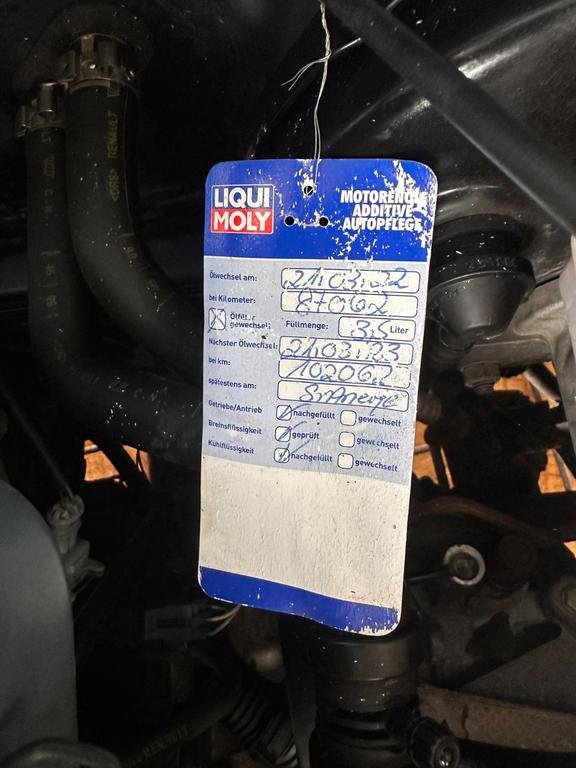 RENAULT
LIQUI
MOLY
MOTORENÖLE
ADDITIVE
AUTOPFLEGE
Ölwechsel am: 21.03.22
bei Kilometer: 87062
Ölfilter
gewechselt:
Füllmenge: 3.5 Liter
Nächster Ölwechsel: 21.03.23
bei km: 102062
spätestens am:
Getriebe/Antrieb nachgefüllt gewechselt
Bremsflüssigkeit geprüft gewechselt
Kühlflüssigkeit nachgefüllt gewechselt
RENAULT